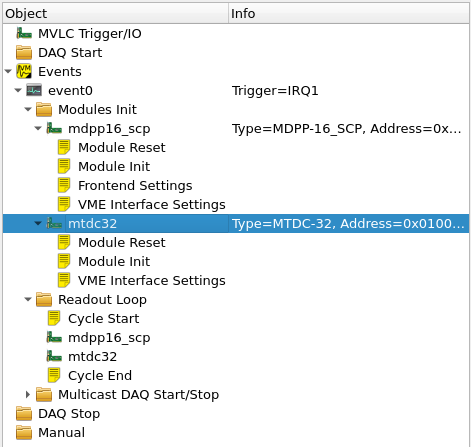 Object Info
MVLC Trigger/IO
DAQ Start
Events
event0 Trigger=IRQ1
Modules Init
mdpp16_scp Type=MDPP-16_SCP, Address=0x...
Module Reset
Module Init
Frontend Settings
VME Interface Settings
mtdc32 Type=MTDC-32, Address=0x0100...
Module Reset
Module Init
VME Interface Settings
Readout Loop
Cycle Start
mdpp16_scp
mtdc32
Cycle End
Multicast DAQ Start/Stop
DAQ Stop
Manual